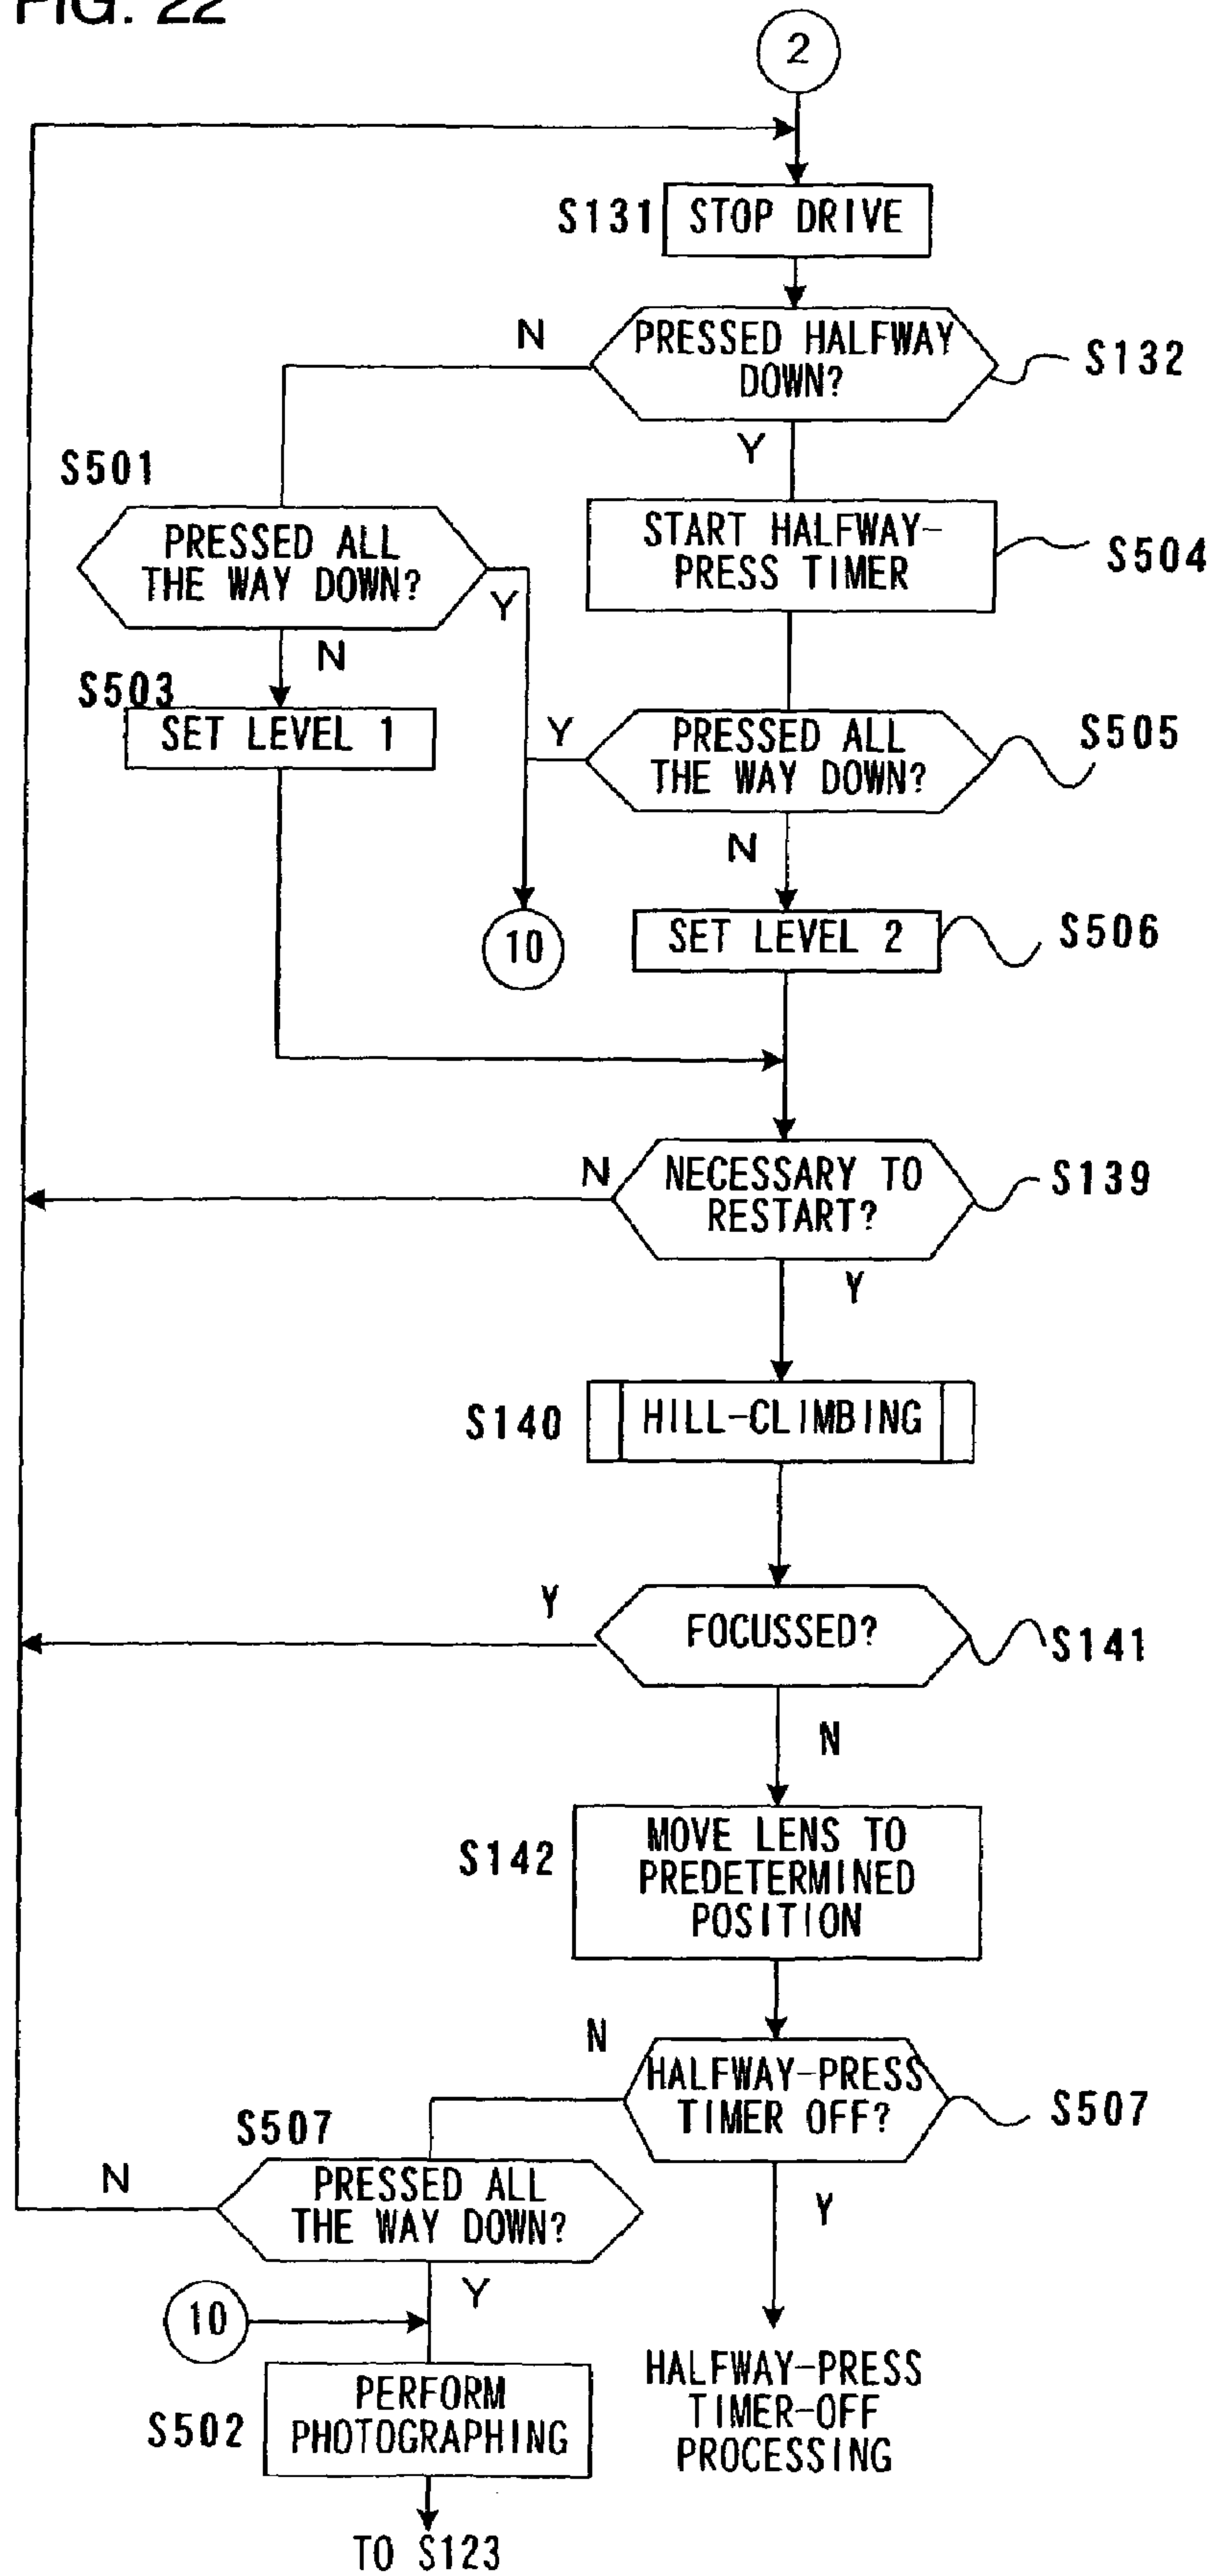 FIG. 22
2
S131
STOP DRIVE
N
PRESSED HALFWAY
DOWN?
S132
Y
S501
PRESSED ALL
THE WAY DOWN?
Y
N
START HALFWAY-
PRESS TIMER
S504
S503
SET LEVEL 1
Y
PRESSED ALL
THE WAY DOWN?
S505
N
10
SET LEVEL 2
S506
N
NECESSARY TO
RESTART?
S139
Y
S140
HILL-CLIMBING
Y
FOCUSSED?
S141
N
S142
MOVE LENS TO
PREDETERMINED
POSITION
N
HALFWAY-PRESS
TIMER OFF?
S507
Y
S507
N
PRESSED ALL
THE WAY DOWN?
Y
10
S502
PERFORM
PHOTOGRAPHING
HALFWAY-PRESS
TIMER-OFF
PROCESSING
TO S123